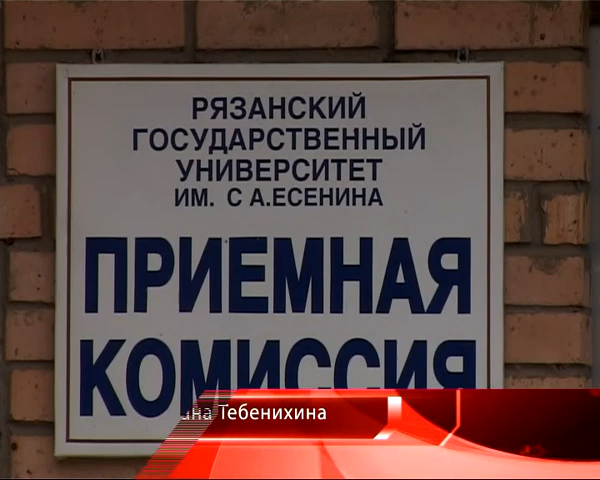 РЯЗАНСКИЙ
ГОСУДАРСТВЕННЫЙ
УНИВЕРСИТЕТ
ИМ. С А.ЕСЕНИНА
ПРИЕМНАЯ
КОМИССИЯ
Тебенихина